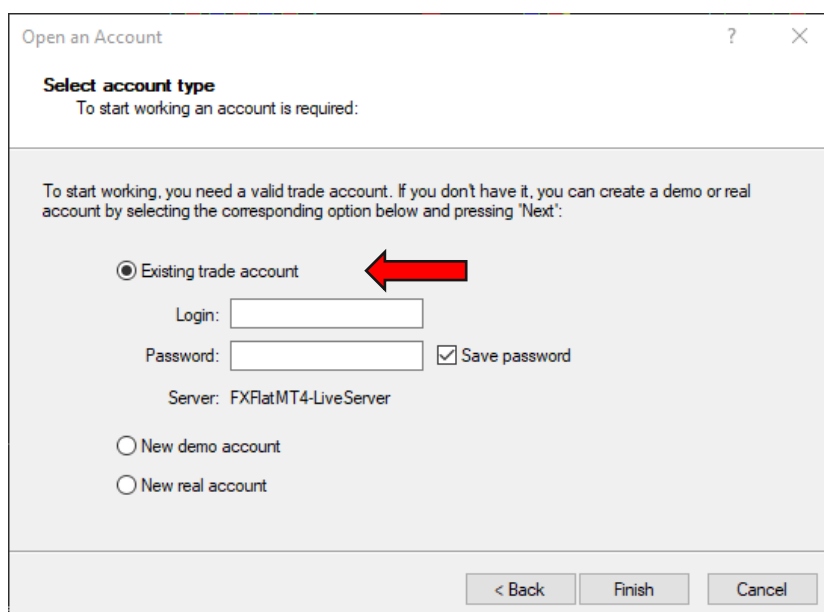 Open an Account
Select account type
To start working an account is required:
To start working, you need a valid trade account. If you don't have it, you can create a demo or real
account by selecting the corresponding option below and pressing 'Next':
Existing trade account
Login:
Password:
Save password
Server: FXFlatMT4-LiveServer
New demo account
New real account
< Back Finish Cancel